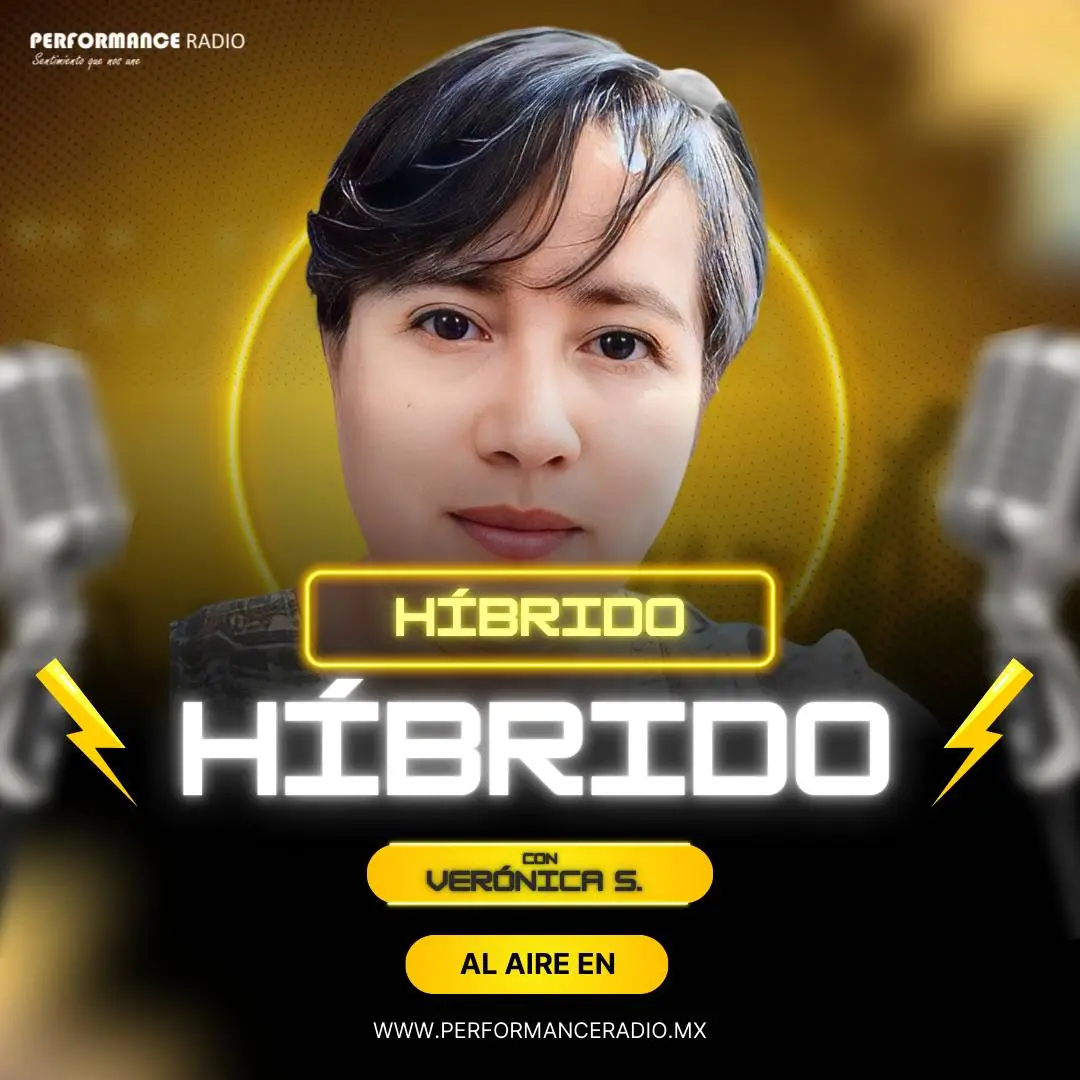 PERFORMANCE RADIO
Sentimiento que nos une
HÍBRIDO
HÍBRIDO
CON
VERÓNICA S.
AL AIRE EN
WWW.PERFORMANCERADIO.MX